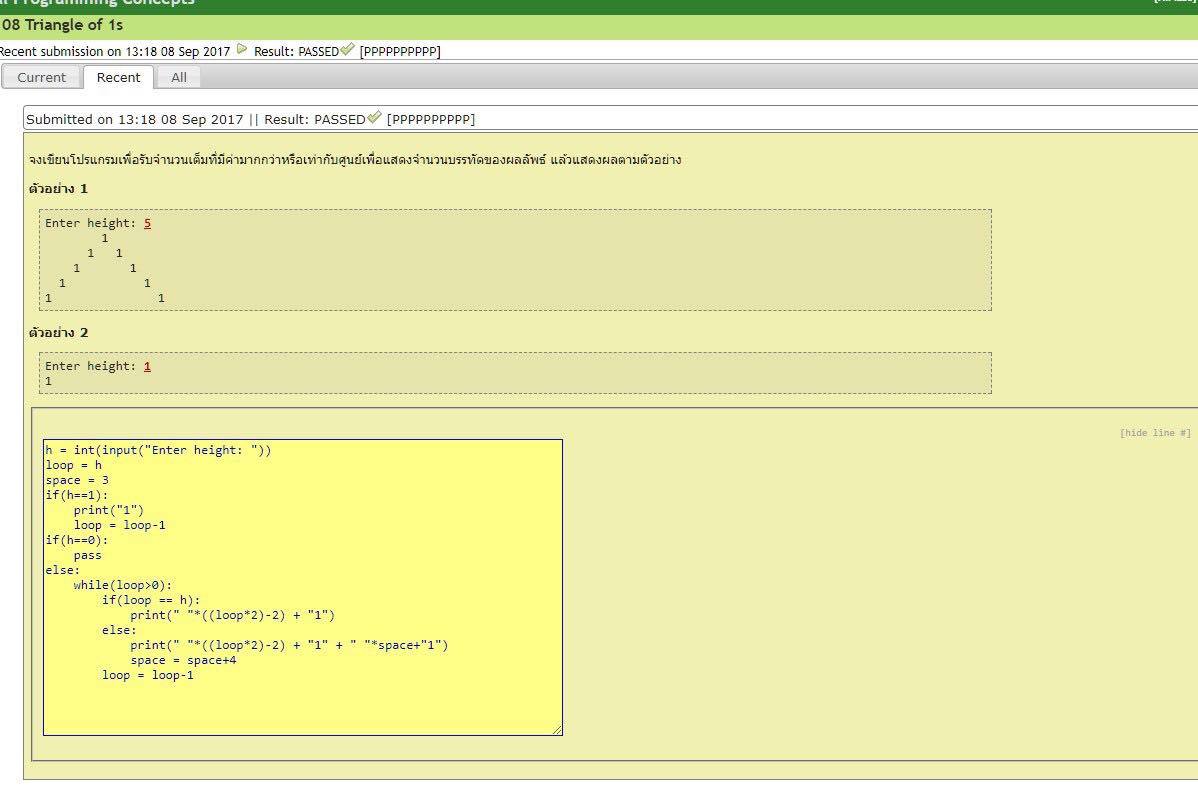 al Programming Concepts
08 Triangle of 1s
Recent submission on 13:18 08 Sep 2017 Result: PASSED [PPPPPPPPPP]
Current Recent All
Submitted on 13:18 08 Sep 2017 || Result: PASSED [PPPPPPPPPP]
จงเขียนโปรแกรมเพื่อรับจำนวนเต็มที่มีค่ามากกว่าหรือเท่ากับศูนย์เพื่อแสดงจำนวนบรรทัดของผลลัพธ์ แล้วแสดงผลตามตัวอย่าง
ตัวอย่าง 1
Enter height: 5
        1
      1   1
    1       1
  1           1
1               1
ตัวอย่าง 2
Enter height: 1
1
[hide line #]
h = int(input("Enter height: "))
loop = h
space = 3
if(h==1):
    print("1")
    loop = loop-1
if(h==0):
    pass
else:
    while(loop>0):
        if(loop == h):
            print(" "*((loop*2)-2) + "1")
        else:
            print(" "*((loop*2)-2) + "1" + " "*space+"1")
            space = space+4
        loop = loop-1